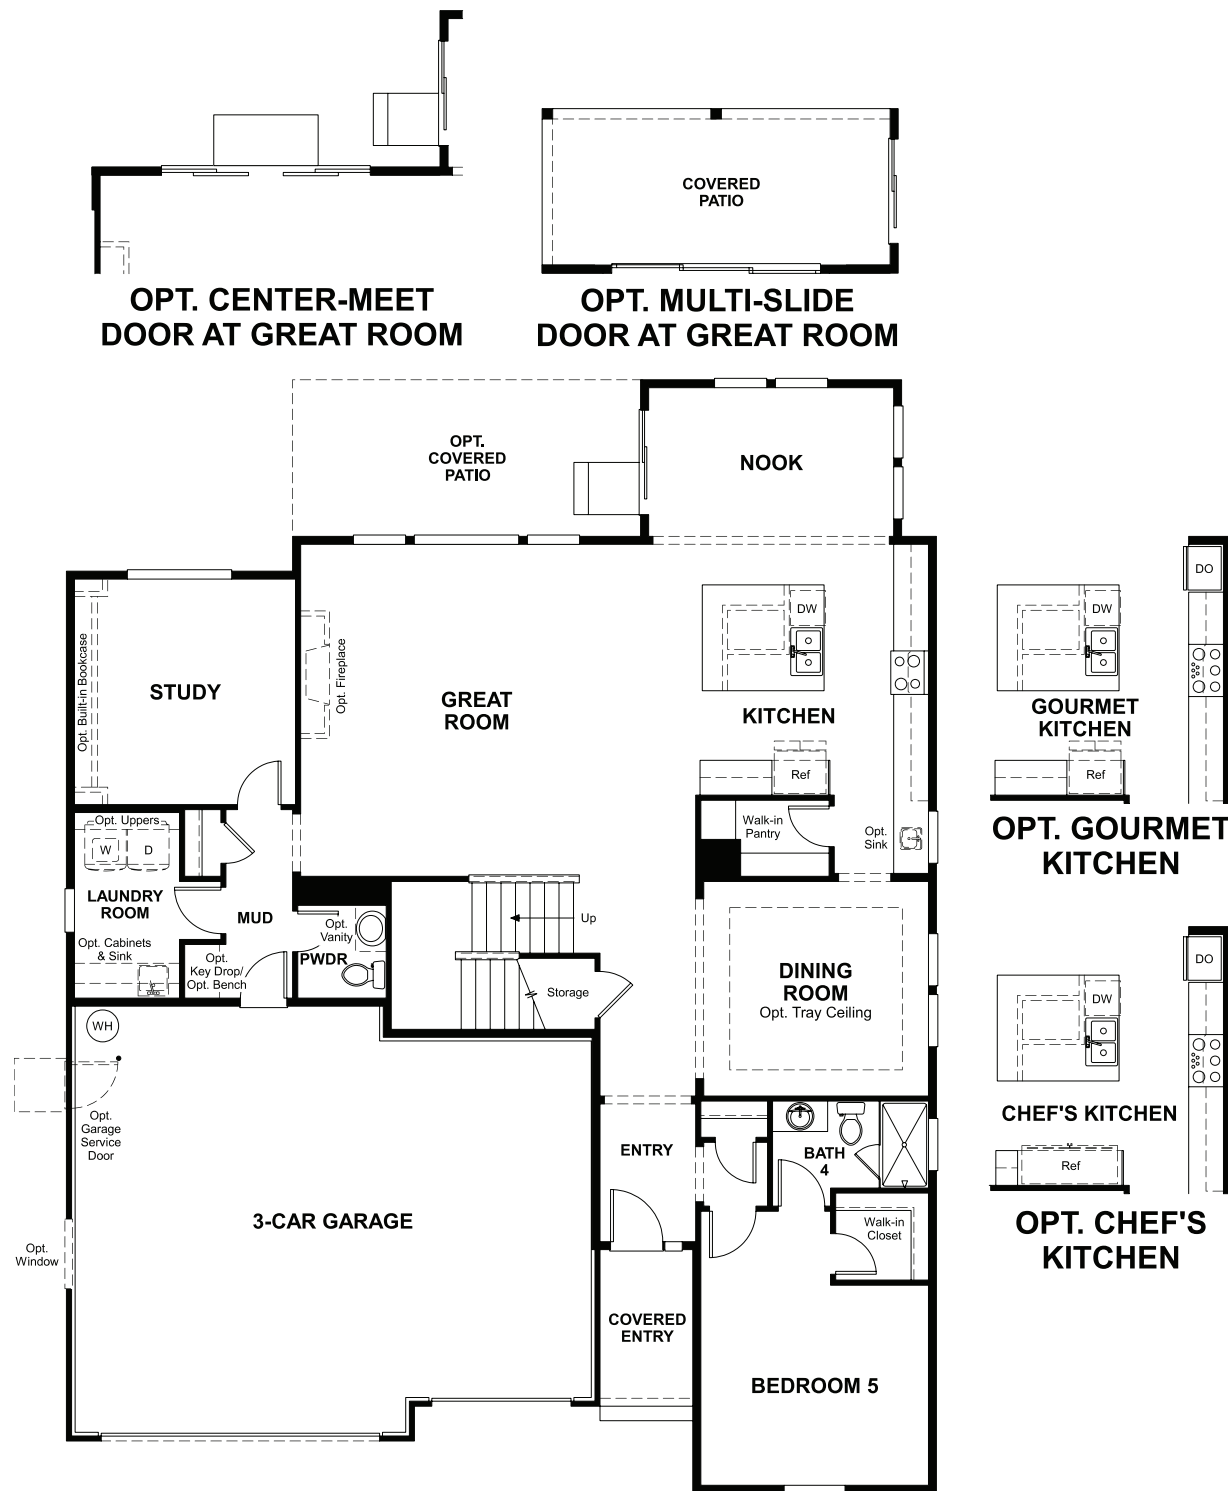 COVERED
PATIO
OPT. CENTER-MEET
DOOR AT GREAT ROOM
OPT. MULTI-SLIDE
DOOR AT GREAT ROOM
OPT.
COVERED
PATIO
NOOK
DO
DW
DW
Opt. Built-in Bookcase
STUDY
Opt. Fireplace
GREAT
ROOM
KITCHEN
GOURMET
KITCHEN
Ref
Ref
Opt. Uppers
Walk-in
Pantry
Opt.
Sink
OPT. GOURMET
KITCHEN
W
D
LAUNDRY
ROOM
MUD
Opt.
Vanity
Up
Opt. Cabinets
& Sink
Opt.
Key Drop/
Opt. Bench
PWDR
Storage
DINING
ROOM
Opt. Tray Ceiling
DO
DW
WH
Opt.
Garage
Service
Door
CHEF'S KITCHEN
ENTRY
BATH
4
Ref
3-CAR GARAGE
Walk-in
Closet
OPT. CHEF'S
KITCHEN
Opt.
Window
COVERED
ENTRY
BEDROOM 5